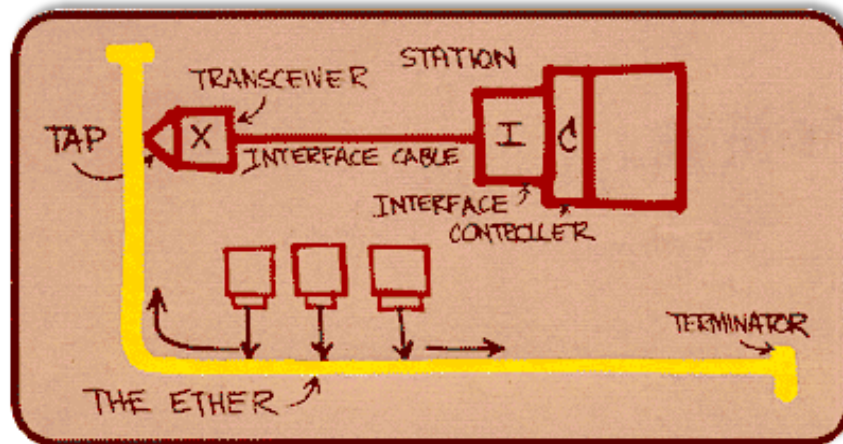 STATION
TRANSCEIVER
TAP
X
I
C
INTERFACE CABLE
INTERFACE
CONTROLLER
TERMINATOR
THE ETHER